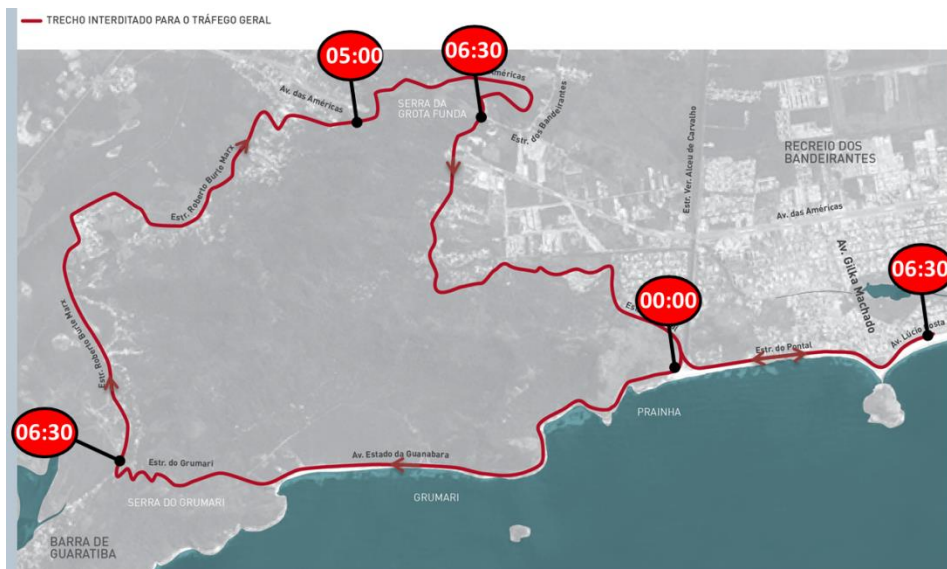 TRECHO INTERDITADO PARA O TRÁFEGO GERAL
05:00
06:30
Av. das Américas
SERRA DA
GROTA FUNDA
Américas
Estr. dos Bandeirantes
Estr. Ver. Alceu de Carvalho
RECREIO DOS
BANDEIRANTES
Estr. Roberto Burle Marx
Av. das Américas
Av. Gilka Machado
06:30
00:00
Estr. Roberto Burle Marx
Av. Lúcio Costa
Estr. do Pontal
PRAINHA
06:30
Av. Estado da Guanabara
Estr. do Grumari
GRUMARI
SERRA DO GRUMARI
BARRA DE
GUARATIBA